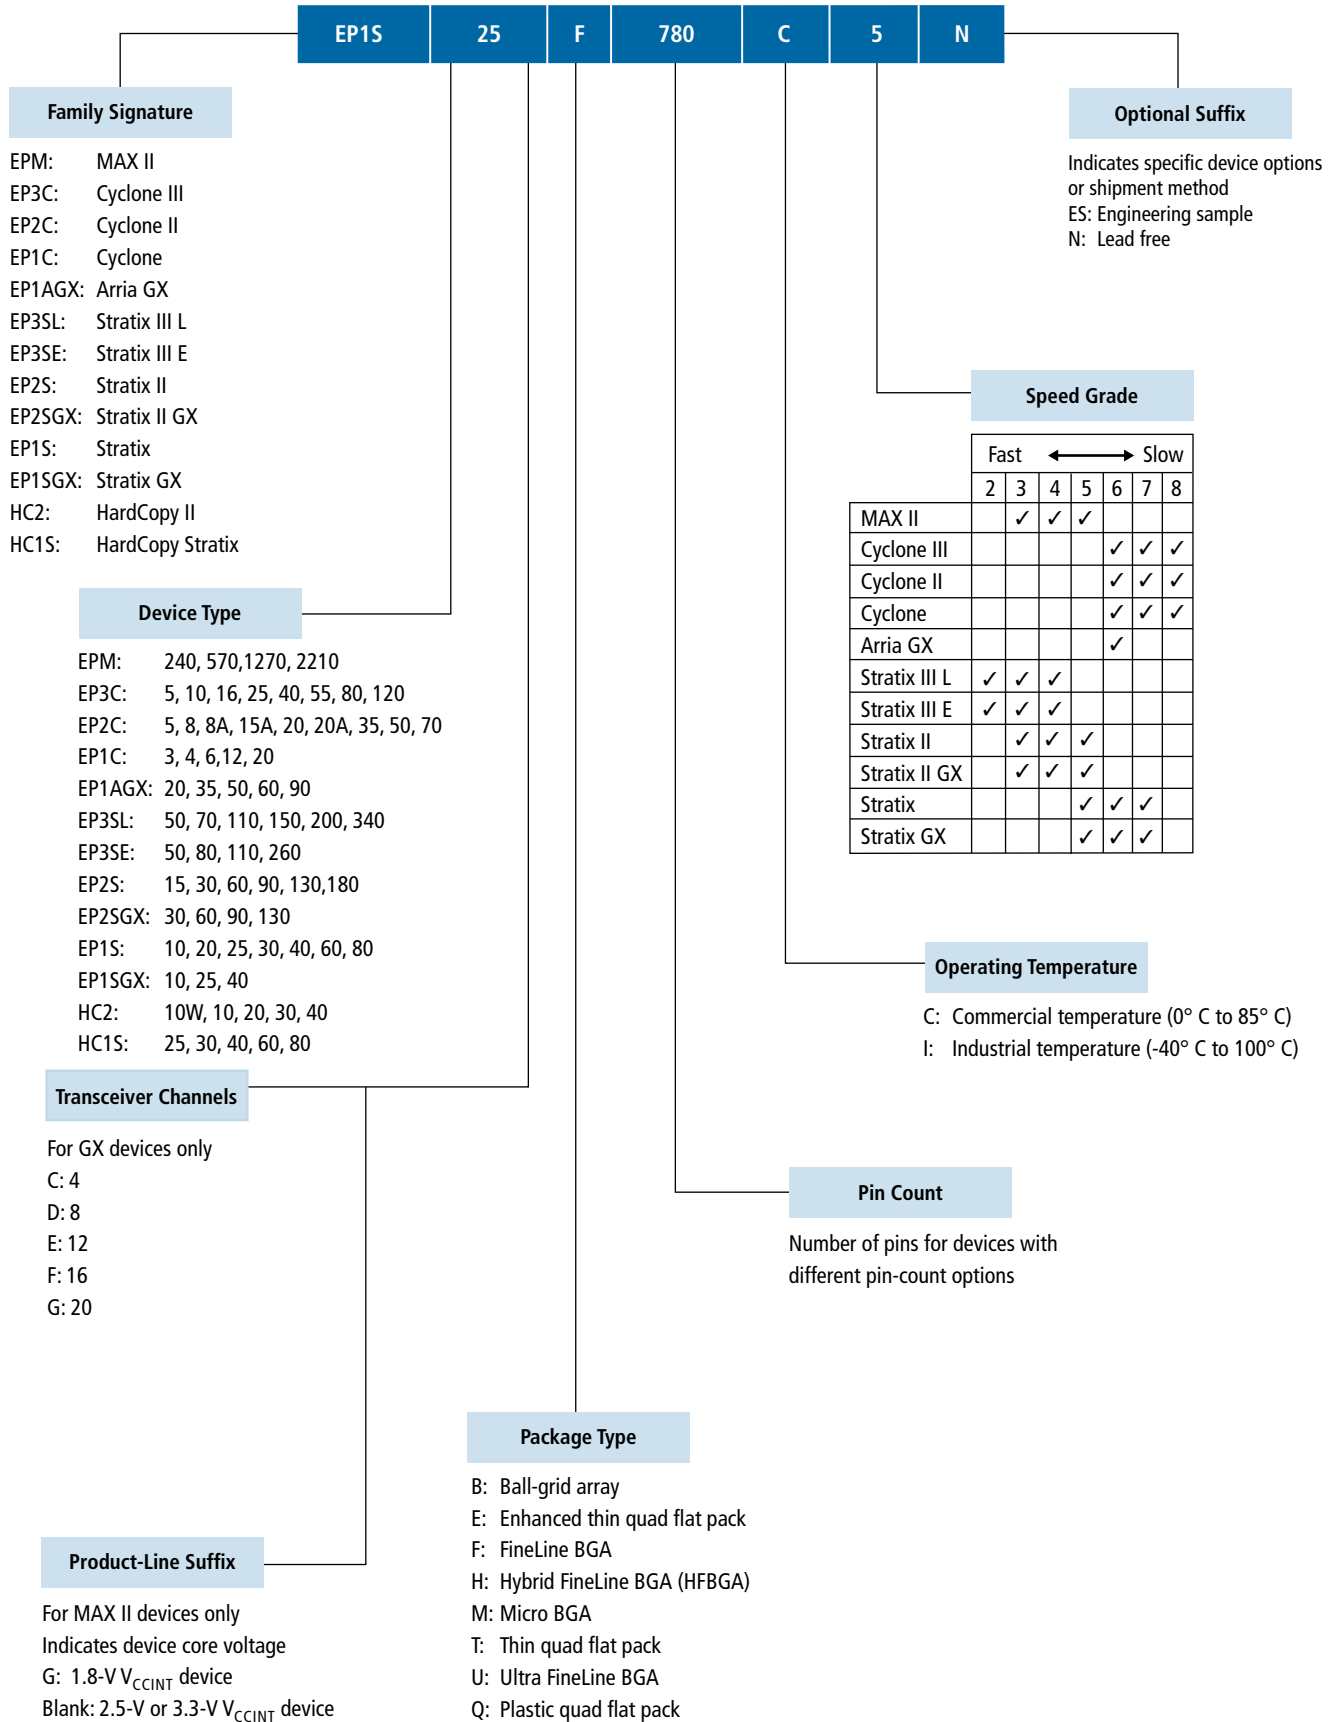 EP1S 25 F 780 C 5 N
Family Signature
EPM: MAX II
EP3C: Cyclone III
EP2C: Cyclone II
EP1C: Cyclone
EP1AGX: Arria GX
EP3SL: Stratix III L
EP3SE: Stratix III E
EP2S: Stratix II
EP2SGX: Stratix II GX
EP1S: Stratix
EP1SGX: Stratix GX
HC2: HardCopy II
HC1S: HardCopy Stratix
Optional Suffix
Indicates specific device options
or shipment method
ES: Engineering sample
N: Lead free
Speed Grade
Fast Slow
2 3 4 5 6 7 8
MAX II ✓ ✓ ✓
Cyclone III ✓ ✓ ✓
Cyclone II ✓ ✓ ✓
Cyclone ✓ ✓ ✓
Arria GX ✓
Stratix III L ✓ ✓ ✓
Stratix III E ✓ ✓ ✓
Stratix II ✓ ✓ ✓
Stratix II GX ✓ ✓ ✓
Stratix ✓ ✓ ✓
Stratix GX ✓ ✓ ✓
Device Type
EPM: 240, 570,1270, 2210
EP3C: 5, 10, 16, 25, 40, 55, 80, 120
EP2C: 5, 8, 8A, 15A, 20, 20A, 35, 50, 70
EP1C: 3, 4, 6,12, 20
EP1AGX: 20, 35, 50, 60, 90
EP3SL: 50, 70, 110, 150, 200, 340
EP3SE: 50, 80, 110, 260
EP2S: 15, 30, 60, 90, 130,180
EP2SGX: 30, 60, 90, 130
EP1S: 10, 20, 25, 30, 40, 60, 80
EP1SGX: 10, 25, 40
HC2: 10W, 10, 20, 30, 40
HC1S: 25, 30, 40, 60, 80
Operating Temperature
C: Commercial temperature (0° C to 85° C)
I: Industrial temperature (-40° C to 100° C)
Transceiver Channels
For GX devices only
C: 4
D: 8
E: 12
F: 16
G: 20
Pin Count
Number of pins for devices with
different pin-count options
Package Type
B: Ball-grid array
E: Enhanced thin quad flat pack
F: FineLine BGA
H: Hybrid FineLine BGA (HFBGA)
M: Micro BGA
T: Thin quad flat pack
U: Ultra FineLine BGA
Q: Plastic quad flat pack
Product-Line Suffix
For MAX II devices only
Indicates device core voltage
G: 1.8-V VCCINT device
Blank: 2.5-V or 3.3-V VCCINT device